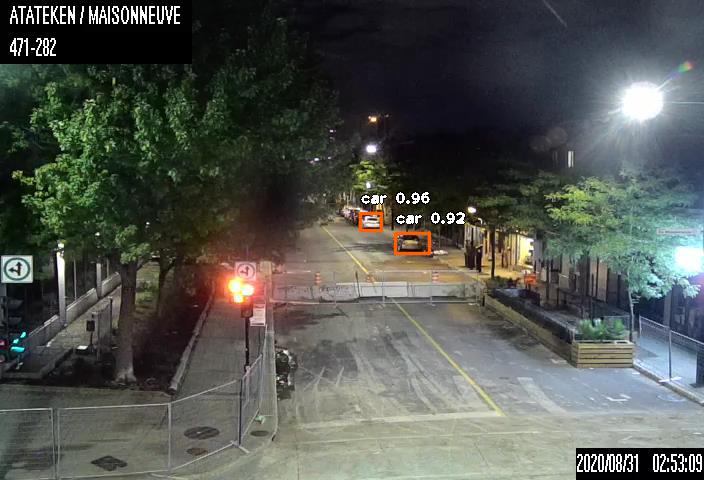 ATATEKEN / MAISONNEUVE
471-282
car 0.96
car 0.92
2020/08/31 02:53:09